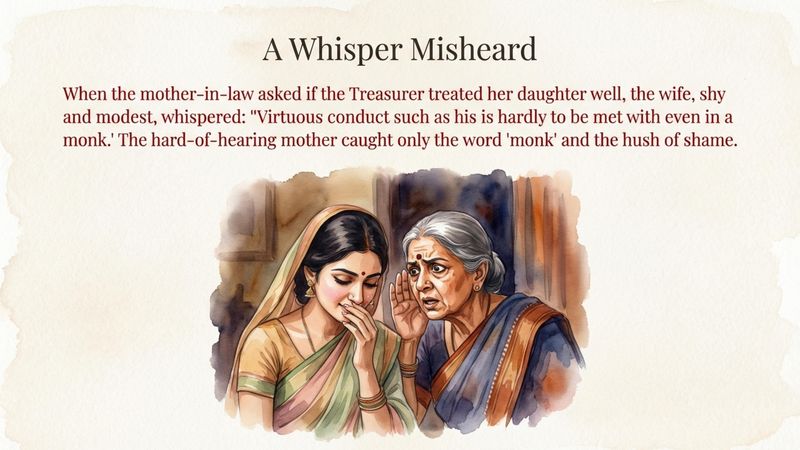 A Whisper Misheard
When the mother-in-law asked if the Treasurer treated her daughter well, the wife, shy
and modest, whispered: "Virtuous conduct such as his is hardly to be met with even in a
monk.' The hard-of-hearing mother caught only the word 'monk' and the hush of shame.